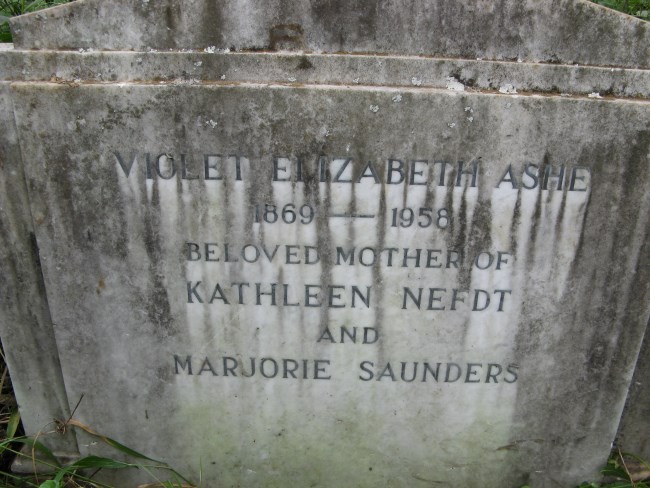 VIOLET ELIZABETH ASHE
1869 — 1958
BELOVED MOTHER OF
KATHLEEN NEFDT
AND
MARJORIE SAUNDERS